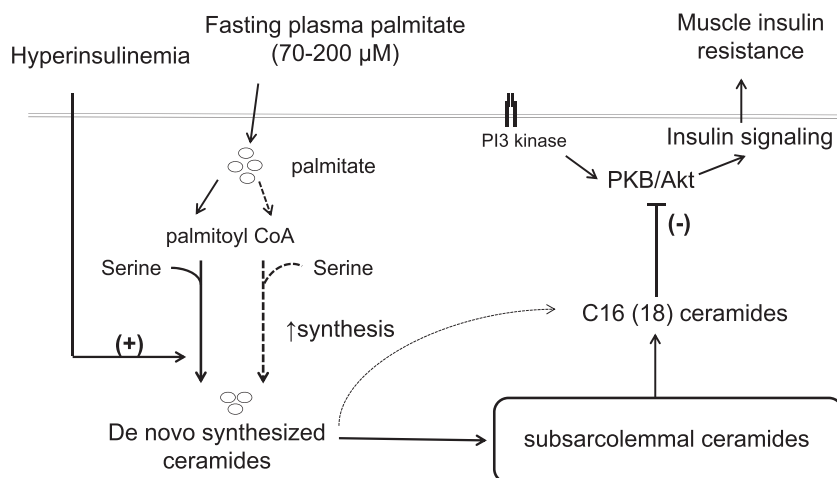 Fasting plasma palmitate
(70-200 µM)
Hyperinsulinemia
Muscle insulin
resistance
PI3 kinase
Insulin signaling
palmitate
PKB/Akt
(-)
palmitoyl CoA
Serine
Serine
C16 (18) ceramides
↑synthesis
(+)
De novo synthesized
ceramides
subsarcolemmal ceramides